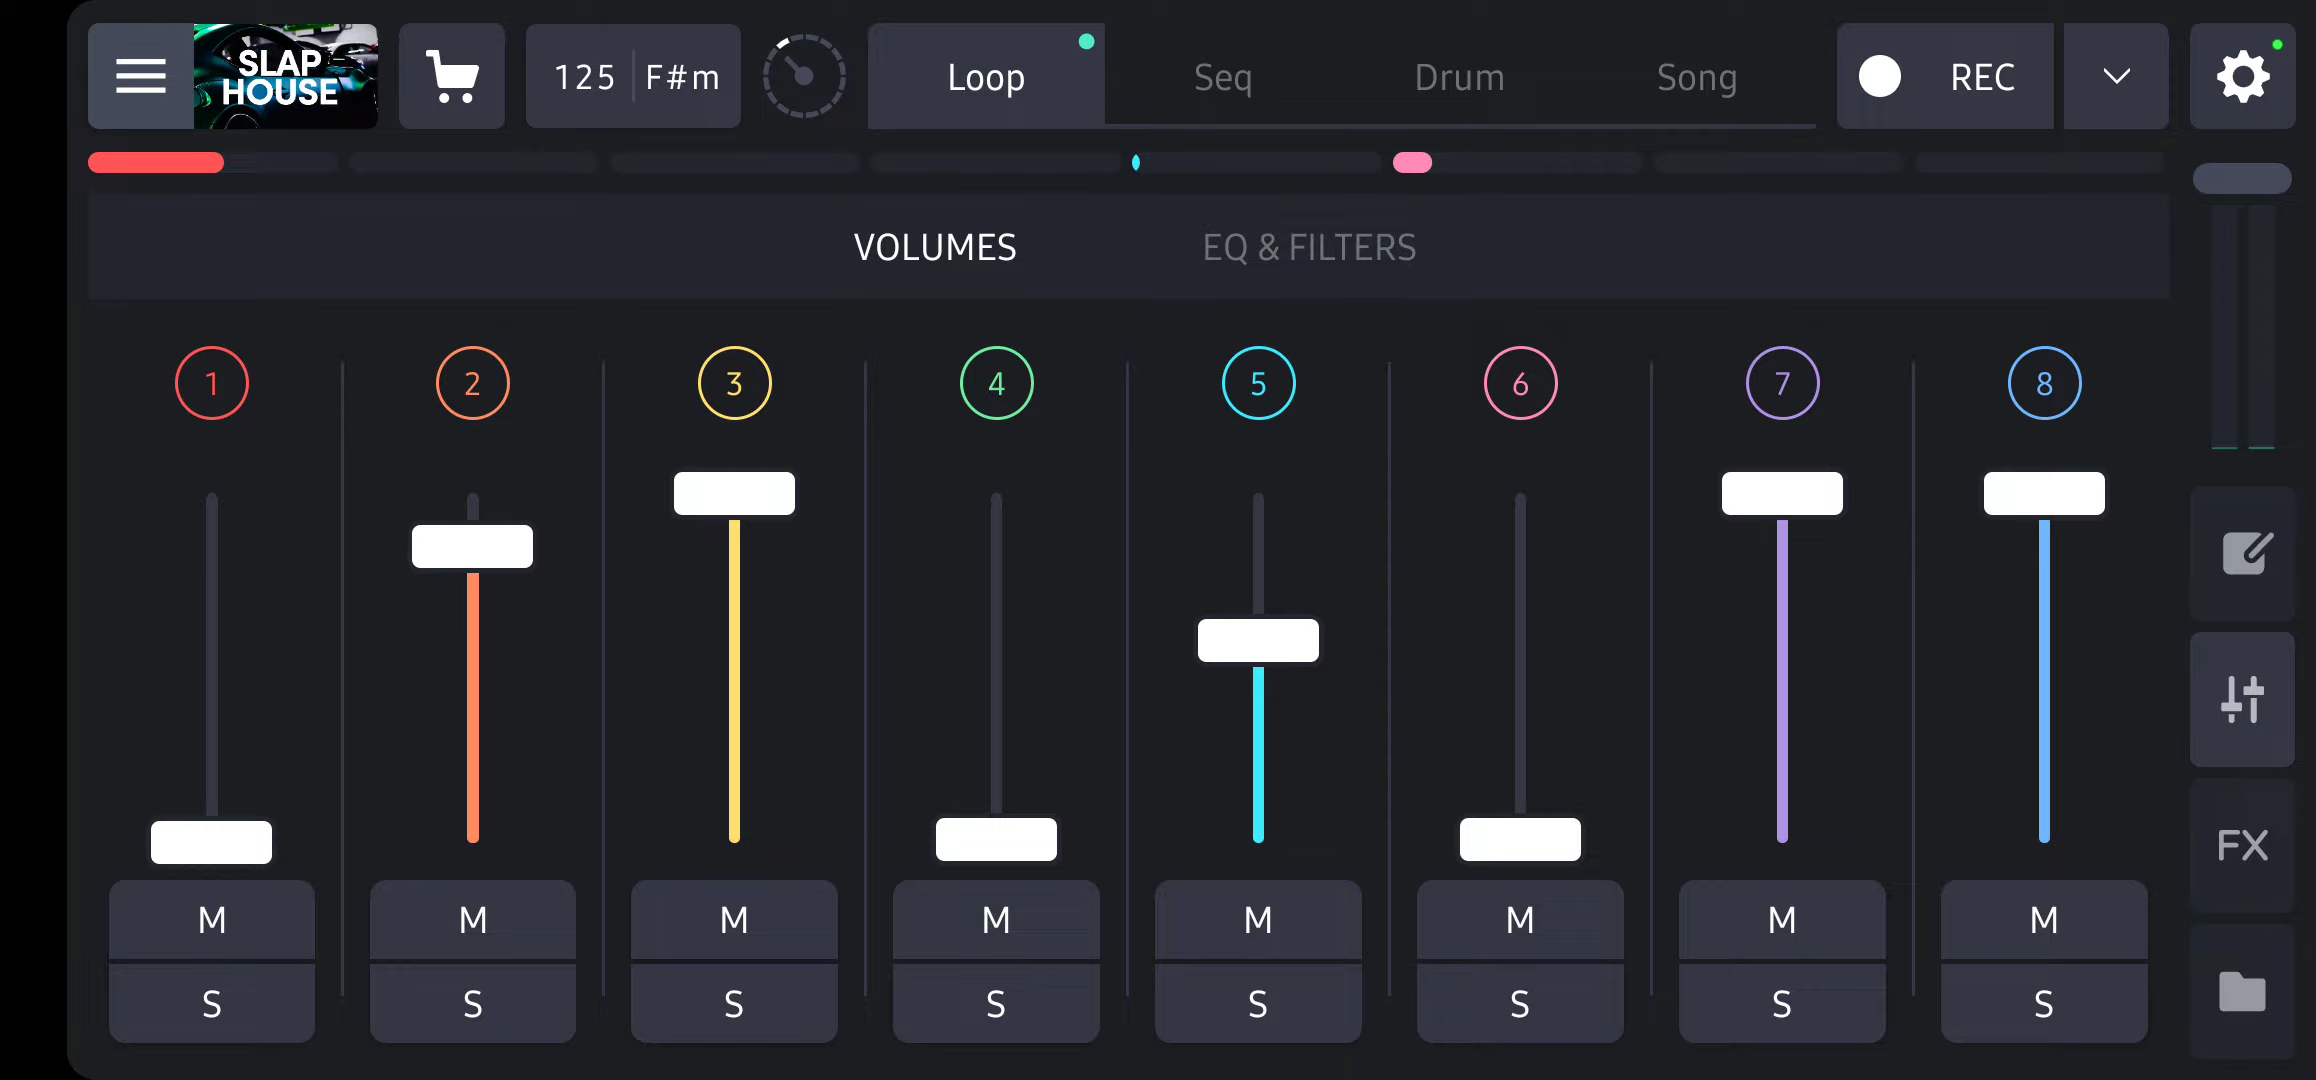 SLAP
HOUSE
125 F#m
Loop Seq Drum Song
REC
VOLUMES EQ & FILTERS
1 2 3 4 5 6 7 8
M M M M M M M M
FX
S S S S S S S S